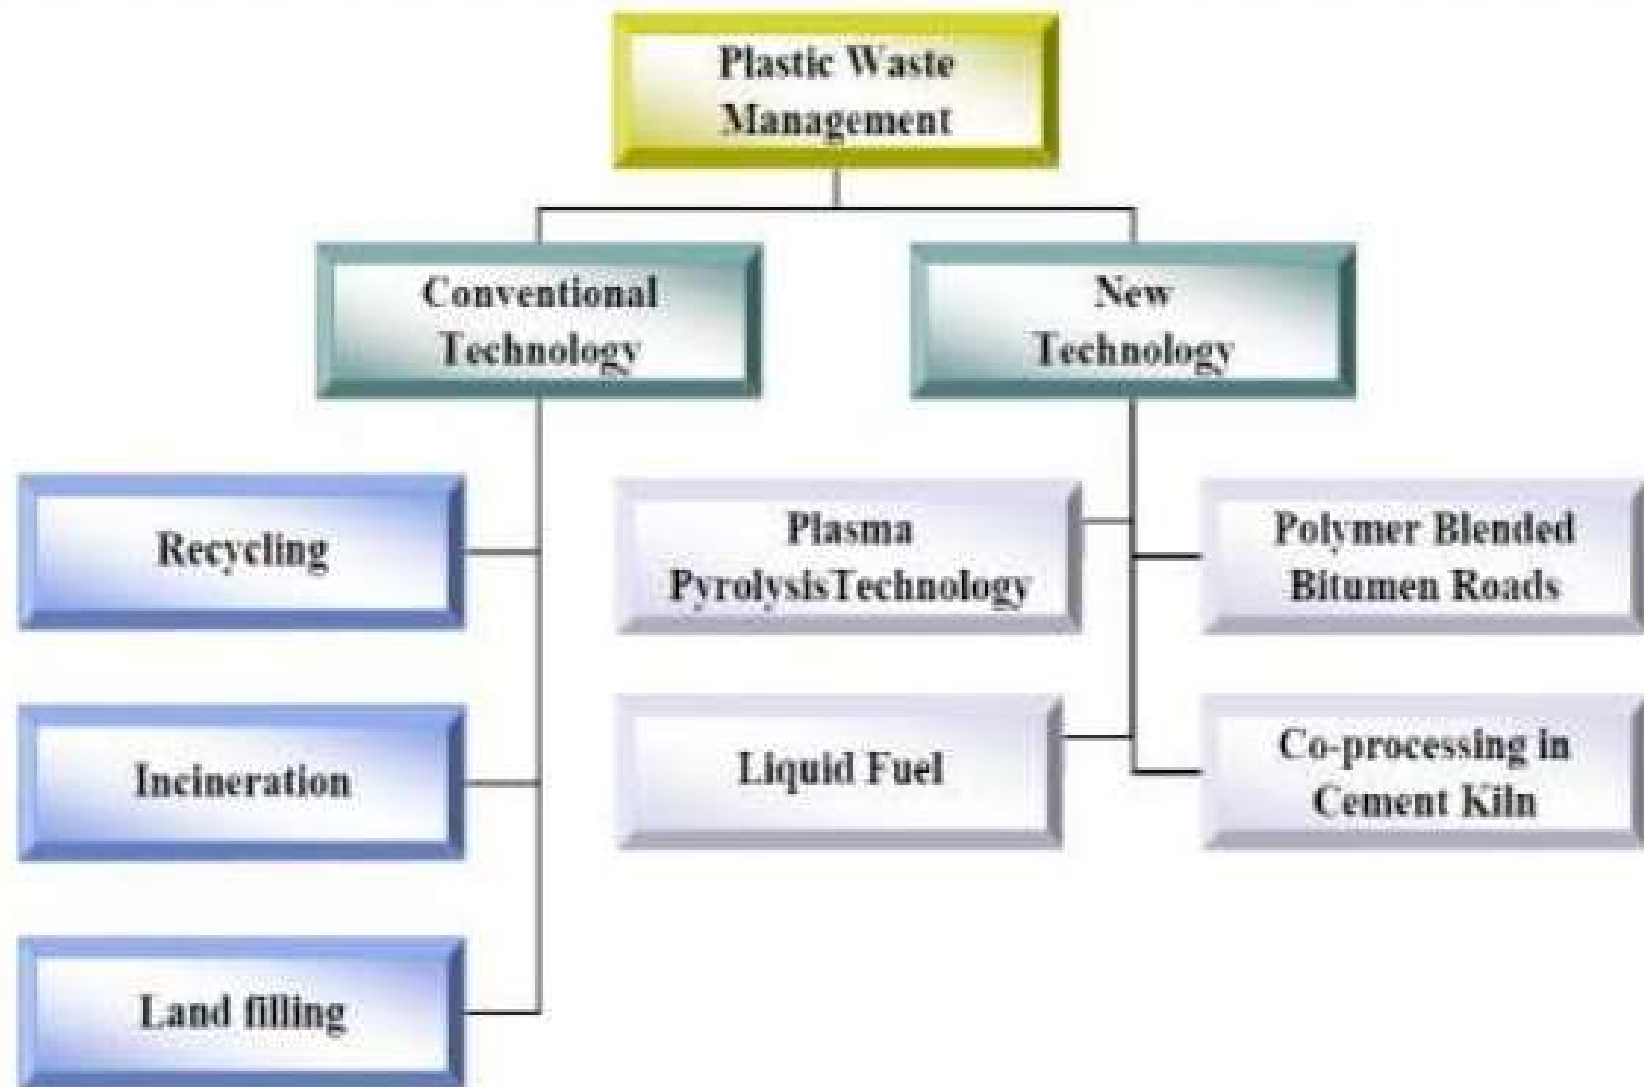 Plastic Waste
Management
Conventional
Technology
New
Technology
Recycling
Incineration
Land filling
Plasma
PyrolysisTechnology
Liquid Fuel
Polymer Blended
Bitumen Roads
Co-processing in
Cement Kiln